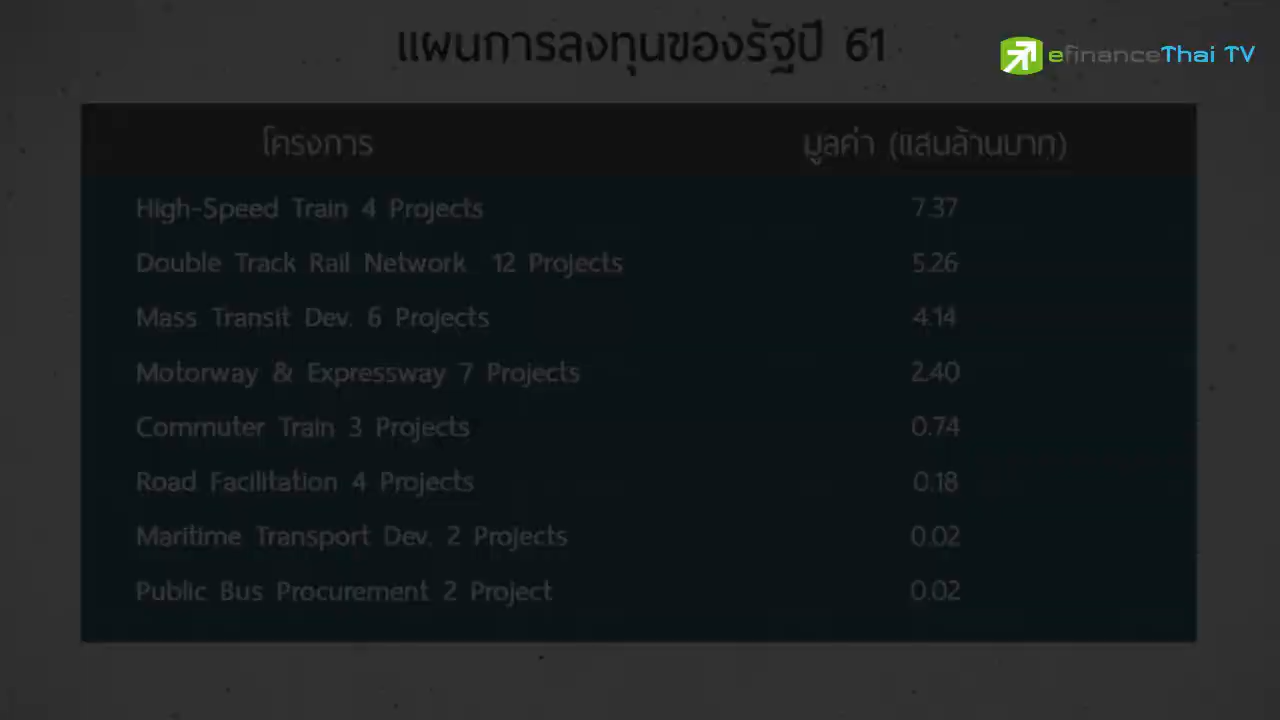 แผนการลงทุนของรัฐปี 61
efinanceThai TV
โครงการ มูลค่า (แสนล้านบาท)
High-Speed Train 4 Projects 7.37
Double Track Rail Network 12 Projects 5.26
Mass Transit Dev. 6 Projects 4.14
Motorway & Expressway 7 Projects 2.40
Commuter Train 3 Projects 0.74
Road Facilitation 4 Projects 0.18
Maritime Transport Dev. 2 Projects 0.02
Public Bus Procurement 2 Project 0.02